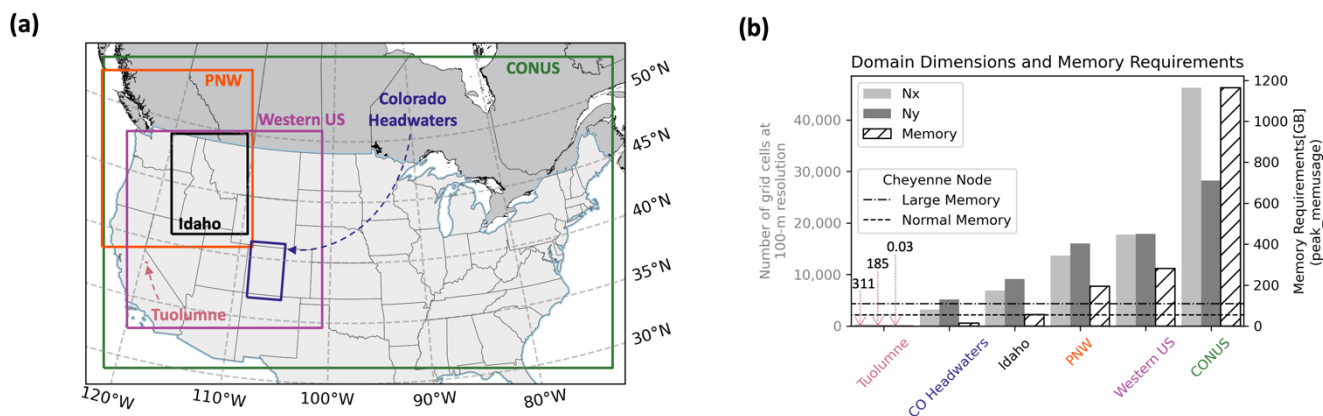 (a)
PNW
CONUS
Colorado
Headwaters
Western US
Idaho
Tuolumne
50°N
45°N
40°N
35°N
30°N
120°W
110°W
100°W
90°W
80°W
(b)
Domain Dimensions and Memory Requirements
Nx
Ny
Memory
Cheyenne Node
Large Memory
Normal Memory
Number of grid cells at
100-m resolution
40,000
30,000
20,000
10,000
0
311
185
0.03
1200
1000
800
600
400
200
0
Memory Requirements[GB]
(peak_memusage)
Tuolumne
CO Headwaters
Idaho
PNW
Western US
CONUS